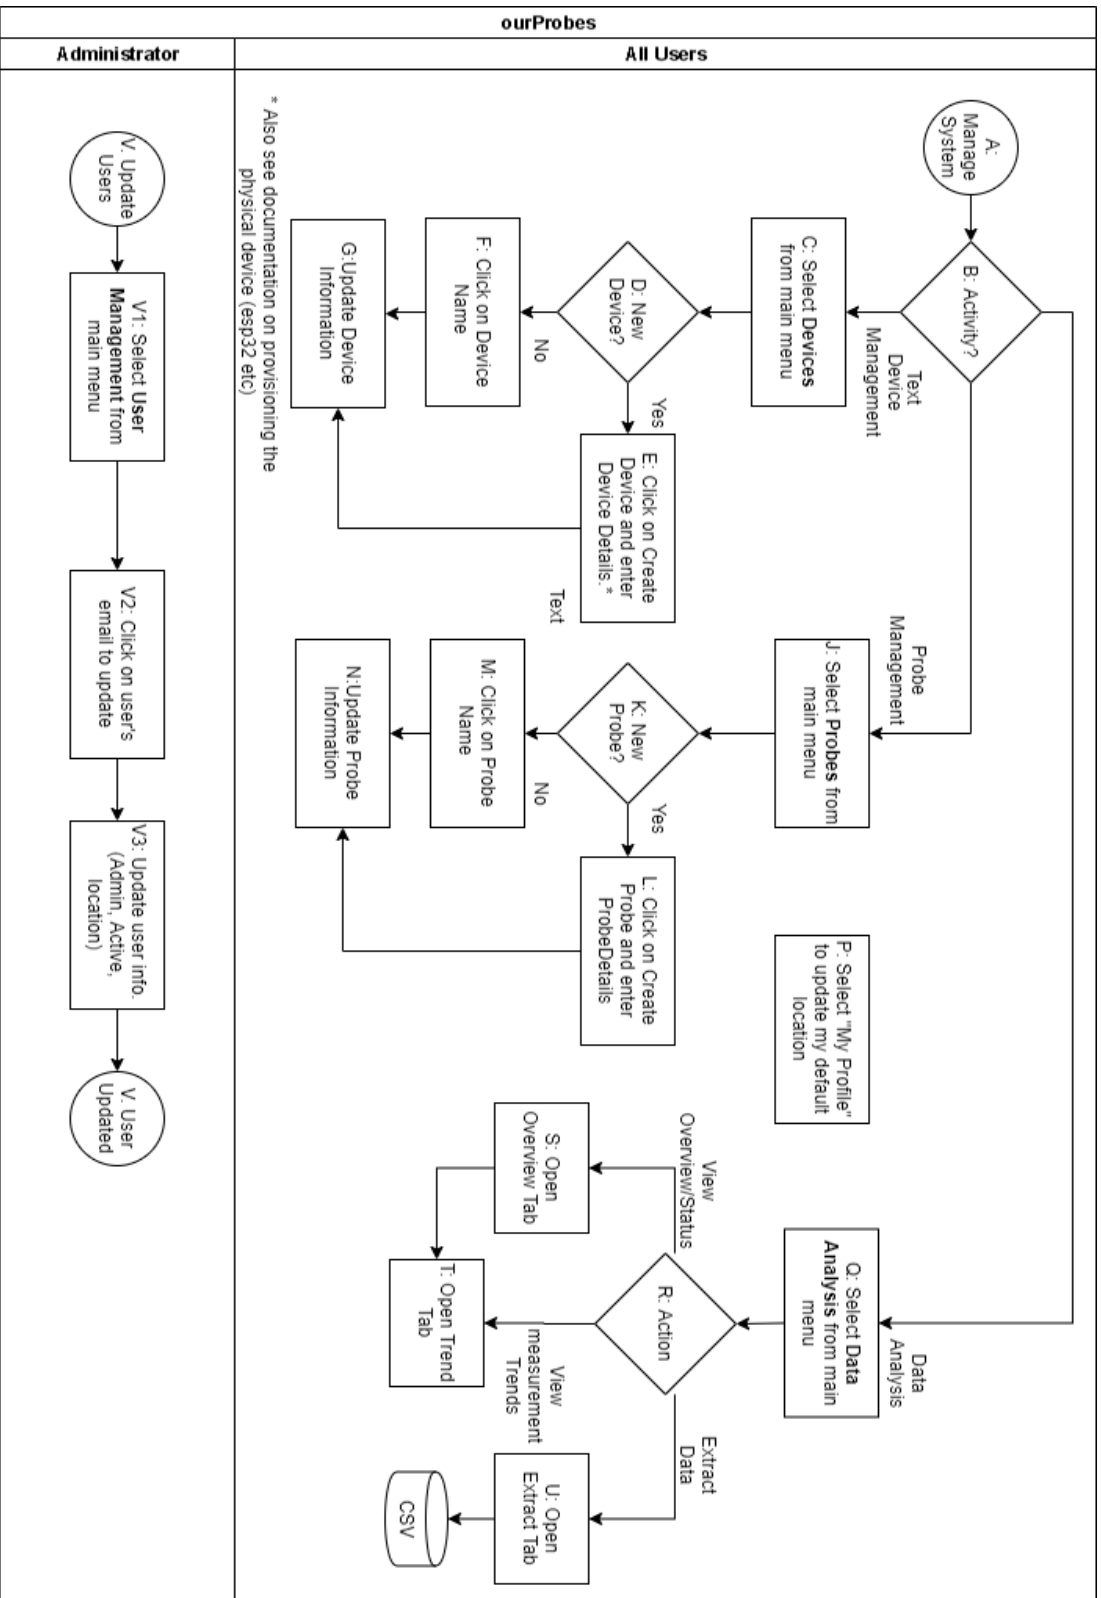 ourProbes
Administrator
All Users
A:
Manage
System
B: Activity?
Text
Device
Management
C: Select Devices
from main menu
D: New
Device?
No
Yes
E: Click on Create
Device and enter
Device Details.*
F: Click on Device
Name
G:Update Device
Information
* Also see documentation on provisioning the
physical device (esp32 etc)
Text
Probe
Management
J: Select Probes from
main menu
K: New
Probe?
No
Yes
L: Click on Create
Probe and enter
ProbeDetails
M: Click on Probe
Name
N:Update Probe
Information
P: Select "My Profile"
to update my default
location
Data
Analysis
Q: Select Data
Analysis from main
menu
R: Action
View
Overview/Status
S: Open
Overview Tab
View
measurement
Trends
T: Open Trend
Tab
Extract
Data
U: Open
Extract Tab
CSV
V. Update
Users
V1: Select User
Management from
main menu
V2: Click on user's
email to update
V3: Update user info.
(Admin, Active,
location)
V. User
Updated